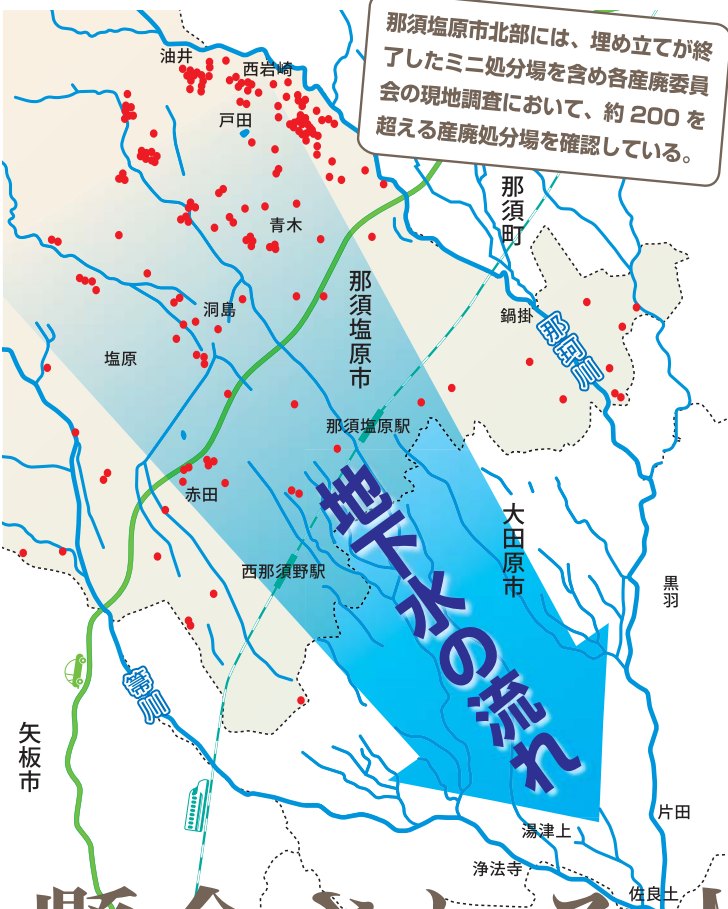 那須塩原市北部には、埋め立てが終
了したミニ処分場を含め各産廃委員
会の現地調査において、約 200 を
超える産廃処分場を確認している。
油井
西岩崎
戸田
青木
那須町
那須塩原市
鍋掛
那珂川
洞島
塩原
那須塩原駅
赤田
地下水の流れ
大田原市
西那須野駅
黒羽
箒川
矢板市
片田
湯津上
浄法寺
佐良土